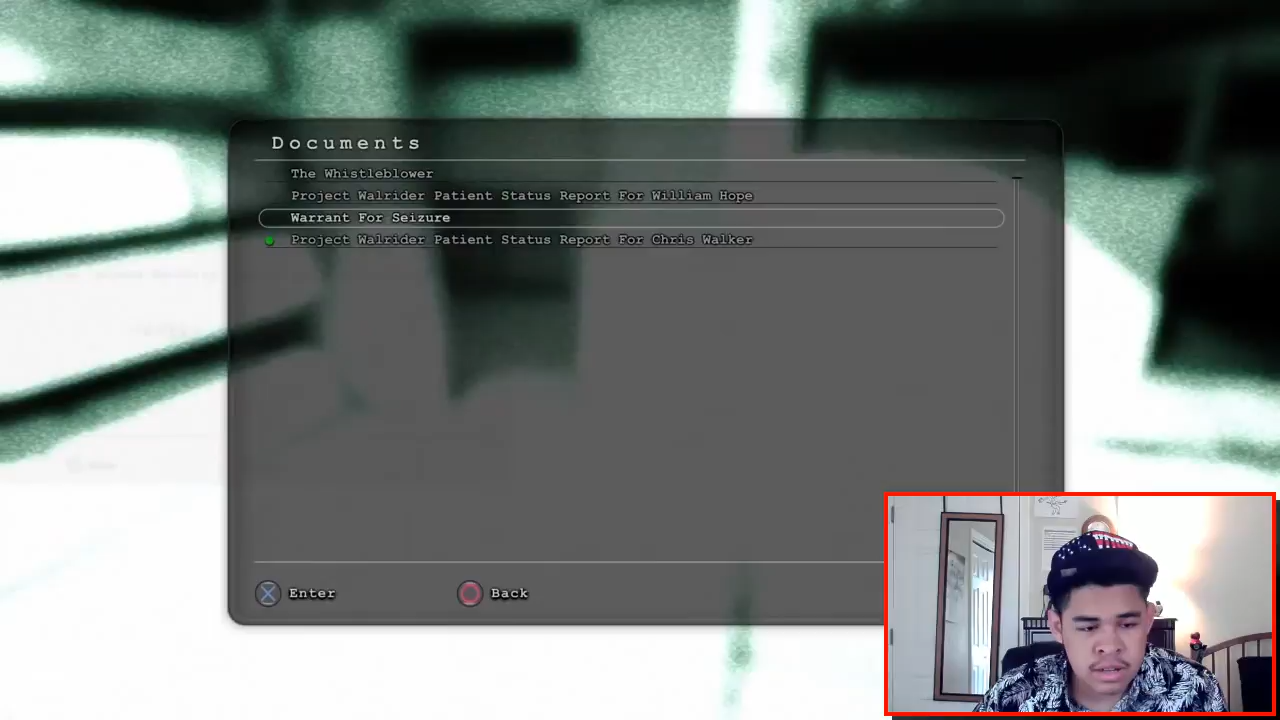 Documents
The Whistleblower
Project Walrider Patient Status Report For William Hope
Warrant For Seizure
Project Walrider Patient Status Report For Chris Walker
Enter
Back